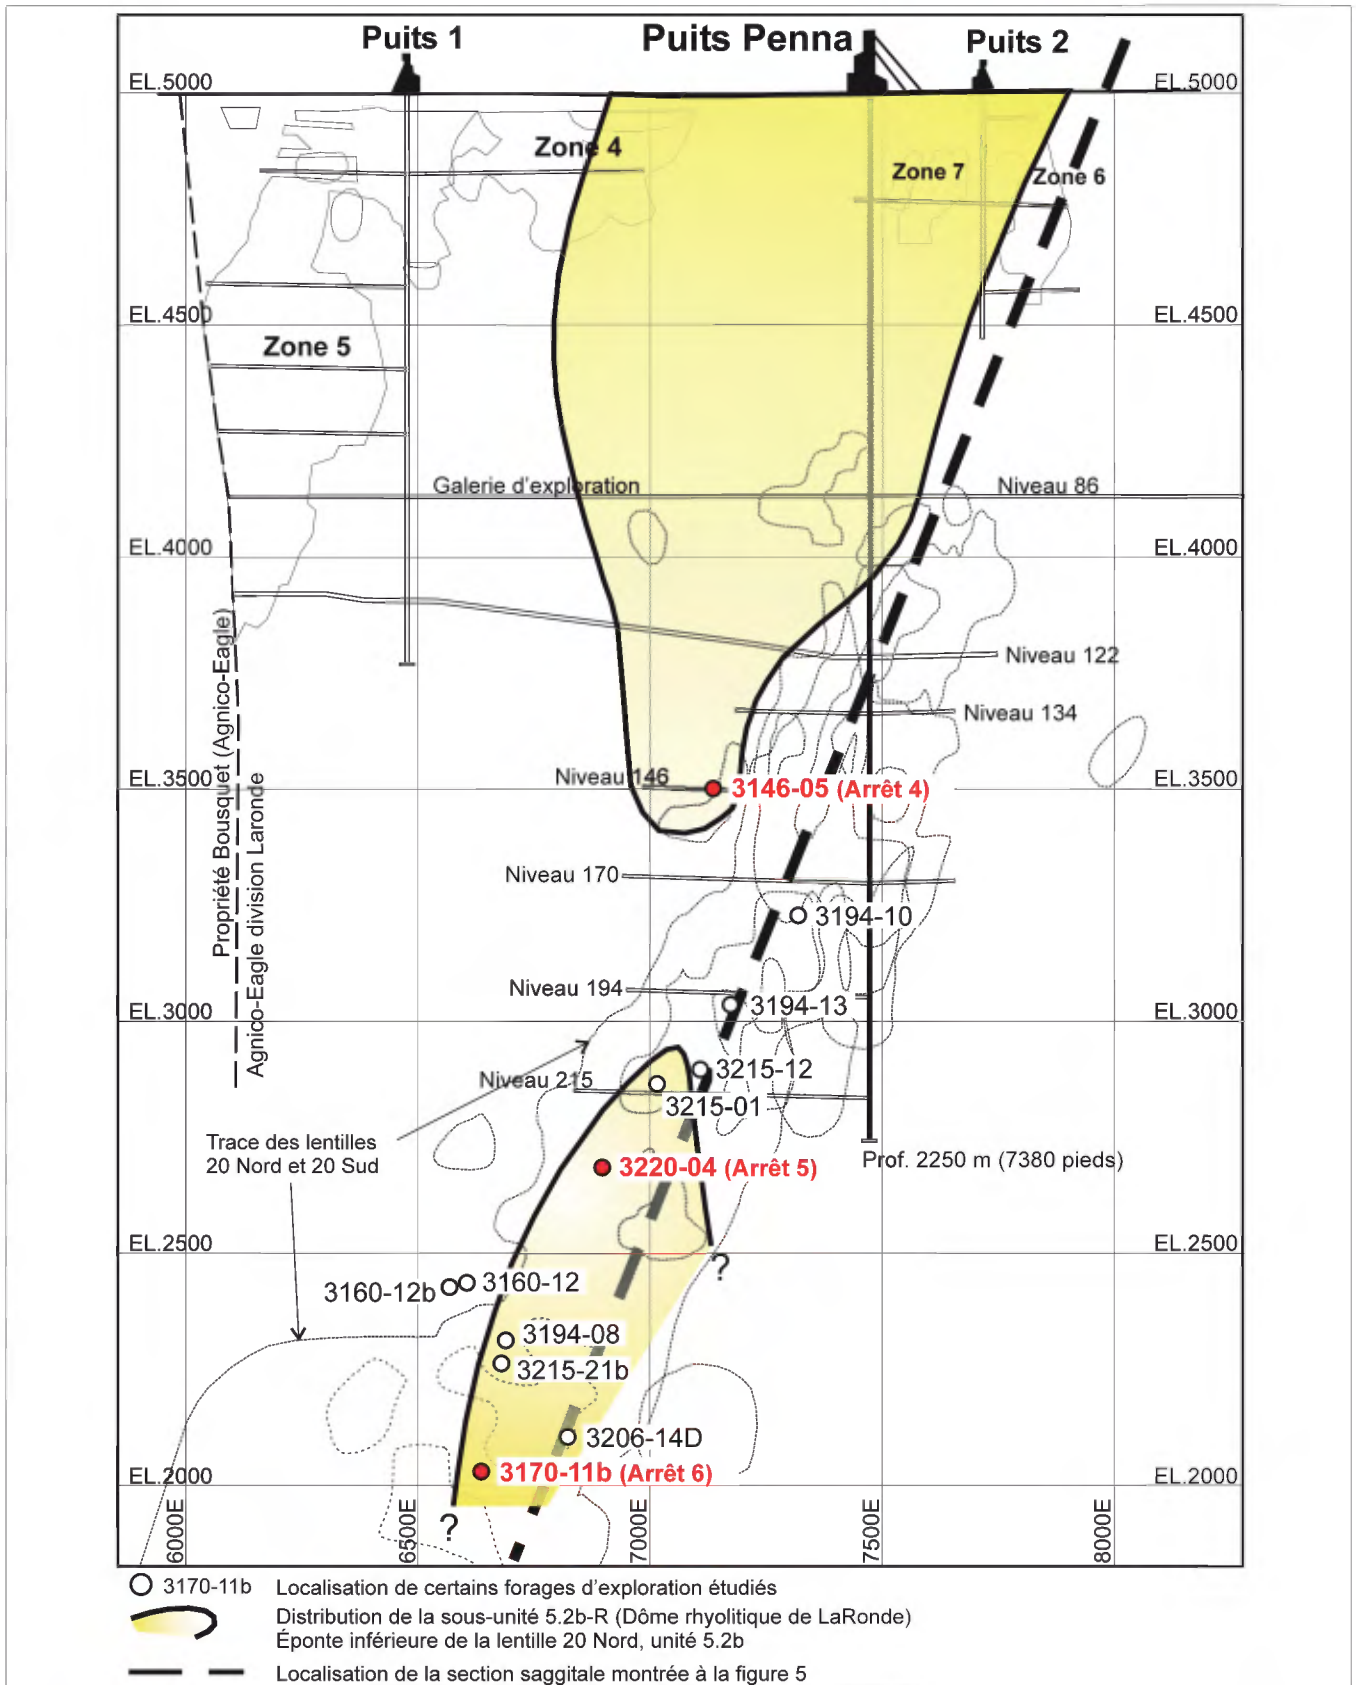 Puits 1
Puits Penna
Puits 2
EL.5000
EL.5000
Zone 4
Zone 7
Zone 6
EL.4500
EL.4500
Zone 5
Galerie d'exploration
Niveau 86
EL.4000
EL.4000
Niveau 122
Niveau 134
Propriété Bousquet (Agnico-Eagle)
Agnico-Eagle division Laronde
Niveau 146
3146-05 (Arrêt 4)
EL.3500
EL.3500
Niveau 170
3194-10
Niveau 194
3194-13
EL.3000
EL.3000
3215-12
Niveau 215
3215-01
Trace des lentilles
20 Nord et 20 Sud
3220-04 (Arrêt 5)
Prof. 2250 m (7380 pieds)
EL.2500
EL.2500
?
3160-12b
3160-12
3194-08
3215-21b
3206-14D
3170-11b (Arrêt 6)
EL.2000
EL.2000
?
6000E
6500E
7000E
7500E
8000E
3170-11b Localisation de certains forages d'exploration étudiés
Distribution de la sous-unité 5.2b-R (Dôme rhyolitique de LaRonde)
Éponte inférieure de la lentille 20 Nord, unité 5.2b
Localisation de la section saggitale montrée à la figure 5